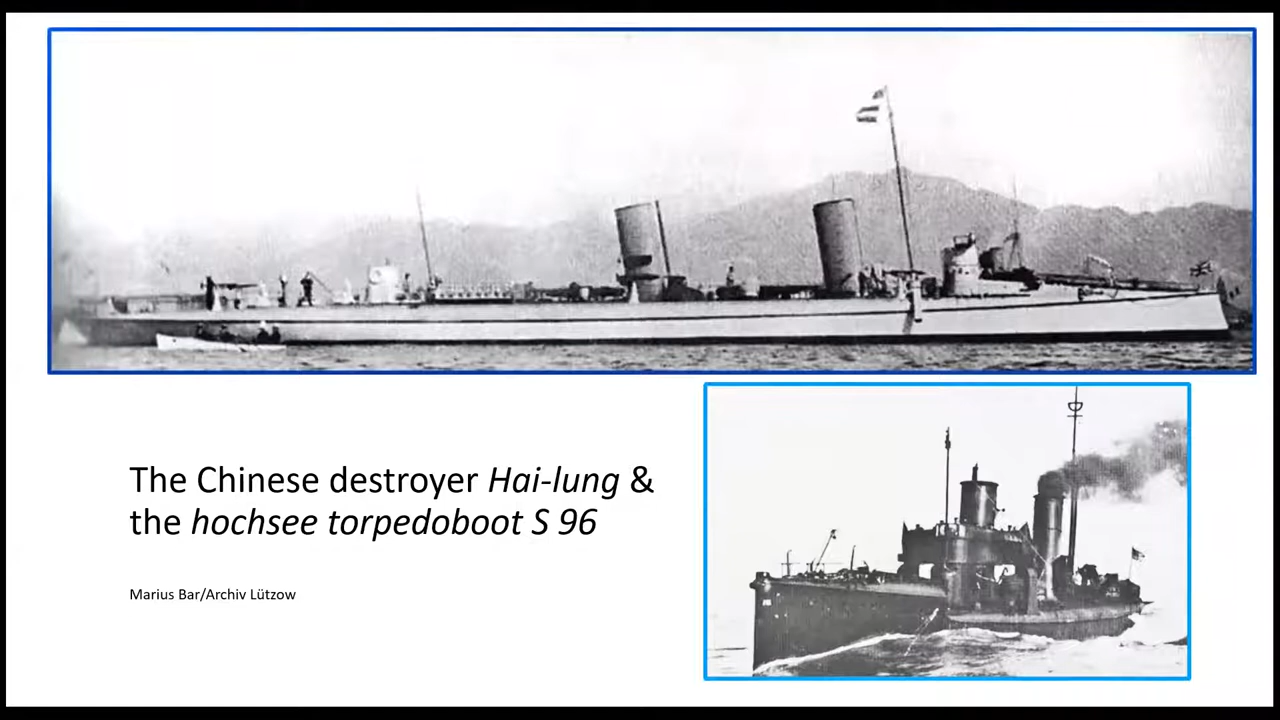 The Chinese destroyer Hai-lung &
the hochsee torpedoboot S 96
Marius Bar/Archiv Lützow